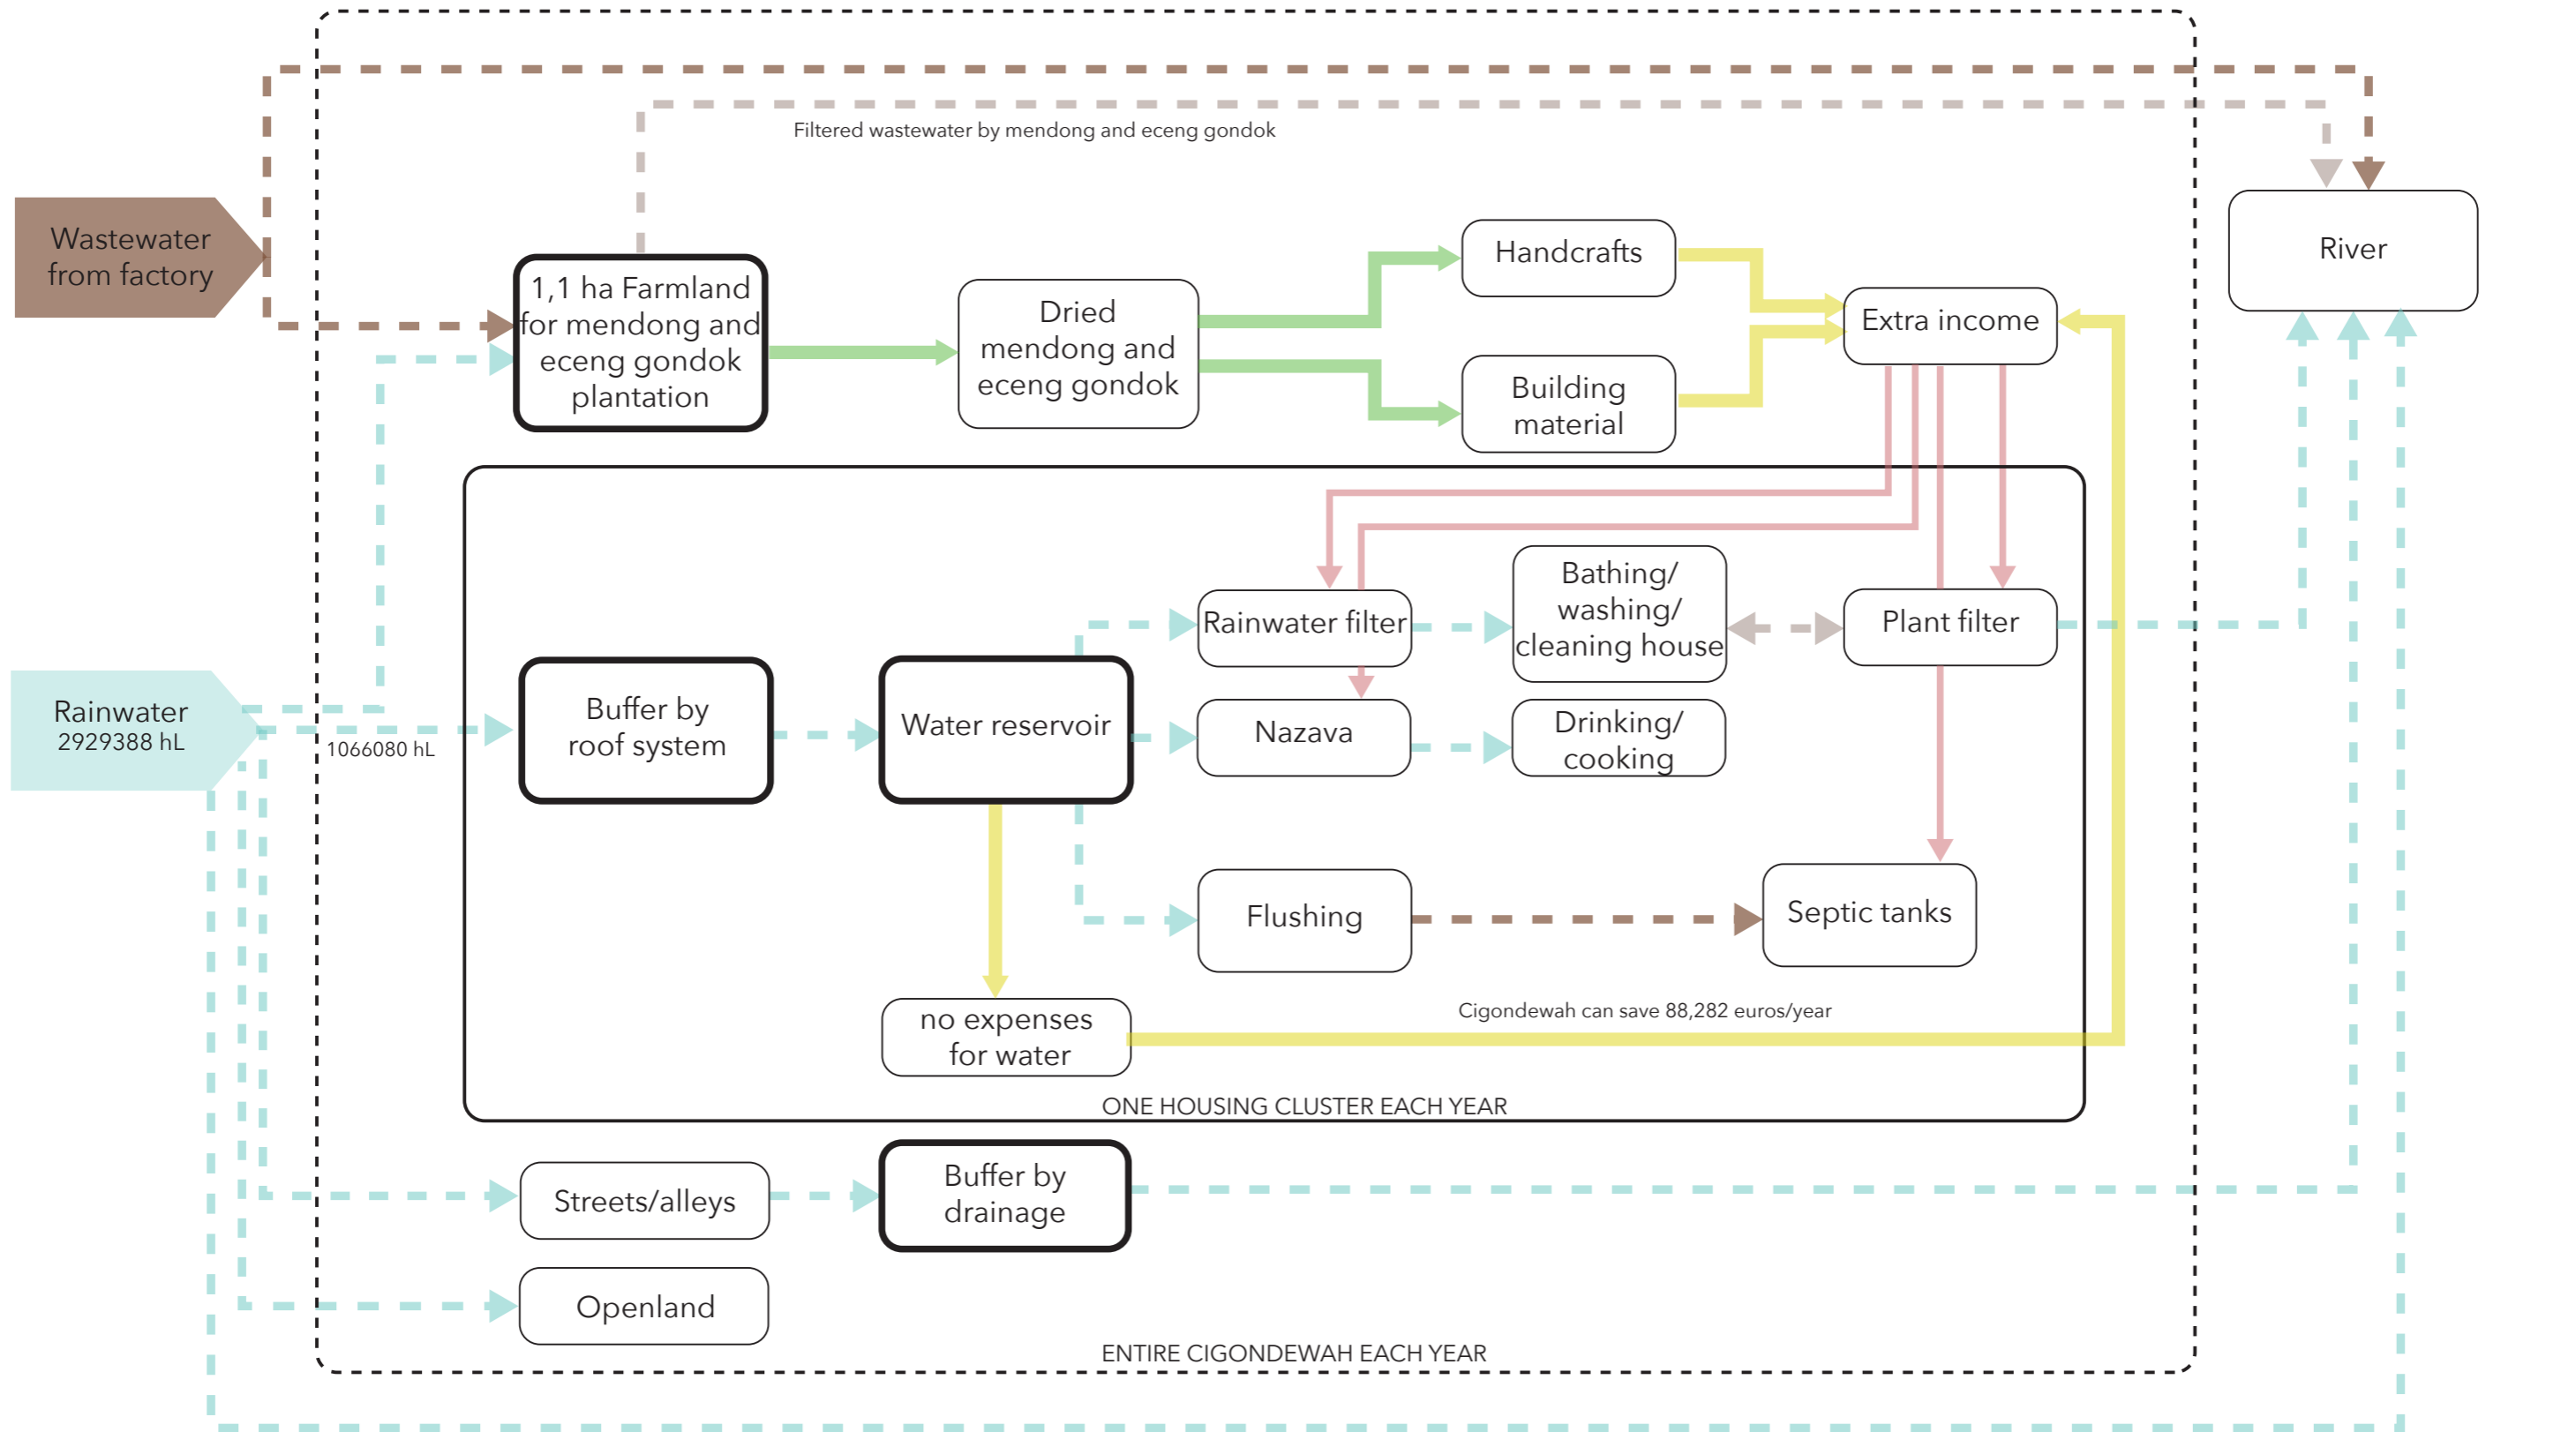 Filtered wastewater by mendong and eceng gondok
Wastewater
from factory
1,1 ha Farmland
for mendong and
eceng gondok
plantation
Dried
mendong and
eceng gondok
Handcrafts
Building
material
Extra income
River
Rainwater
2929388 hL
1066080 hL
Buffer by
roof system
Water reservoir
Rainwater filter
Bathing/
washing/
cleaning house
Plant filter
Nazava
Drinking/
cooking
Flushing
Septic tanks
no expenses
for water
Cigondewah can save 88,282 euros/year
ONE HOUSING CLUSTER EACH YEAR
Streets/alleys
Buffer by
drainage
Openland
ENTIRE CIGONDEWAH EACH YEAR